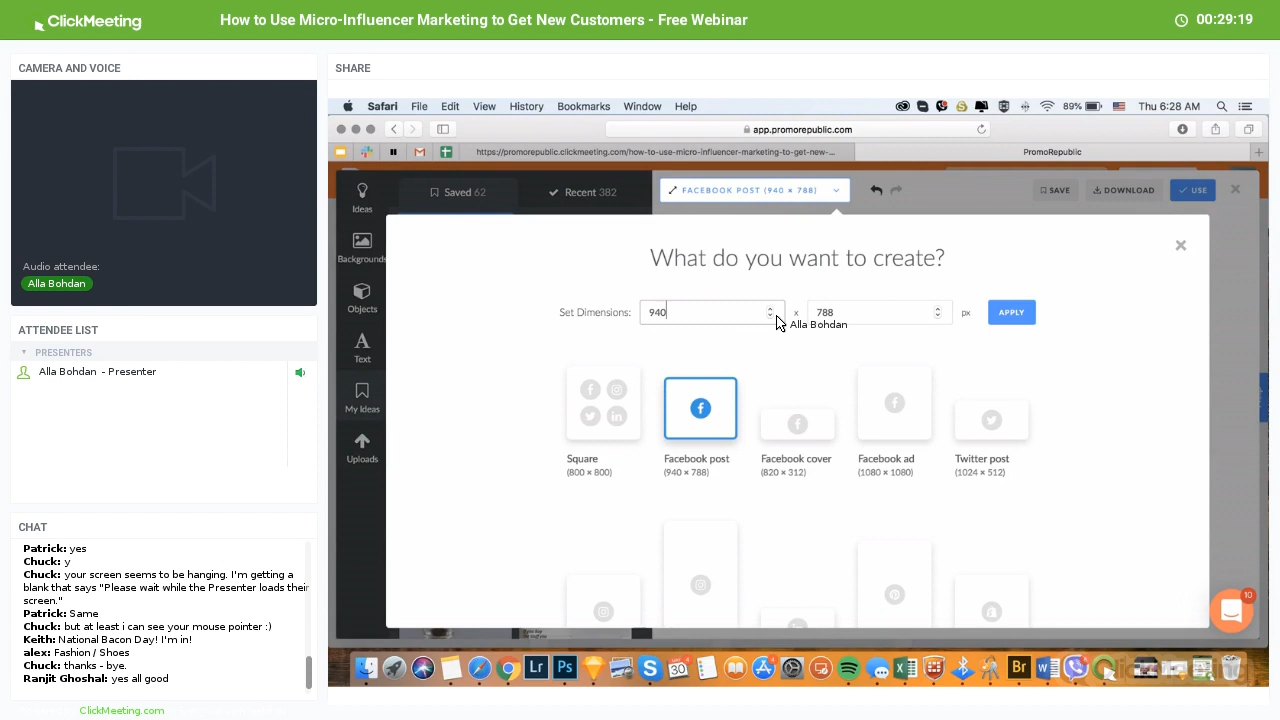 ClickMeeting
How to Use Micro-Influencer Marketing to Get New Customers - Free Webinar
00:29:19
CAMERA AND VOICE
Audio attendee:
Alla Bohdan
ATTENDEE LIST
PRESENTERS
Alla Bohdan - Presenter
CHAT
Patrick: yes
Chuck: y
Chuck: your screen seems to be hanging. I'm getting a
blank that says "Please wait while the Presenter loads their
screen."
Patrick: Same
Chuck: but at least i can see your mouse pointer :)
Keith: National Bacon Day! I'm in!
alex: Fashion / Shoes
Chuck: thanks - bye.
Ranjit Ghoshal: yes all good
ClickMeeting.com
SHARE
Safari File Edit View History Bookmarks Window Help
89%
Thu 6:28 AM
app.promorepublic.com
https://promorepublic.clickmeeting.com/how-to-use-micro-influencer-marketing-to-get-new-...
PromoRepublic
Ideas
Backgrounds
Objects
Text
My Ideas
Uploads
Saved 62
Recent 382
FACEBOOK POST (940 × 788)
SAVE
DOWNLOAD
USE
What do you want to create?
Set Dimensions: 940 x 788 px APPLY
Alla Bohdan
Square
(800 × 800)
Facebook post
(940 × 788)
Facebook cover
(820 × 312)
Facebook ad
(1080 × 1080)
Twitter post
(1024 × 512)
10
Lr
Ps
30
Br